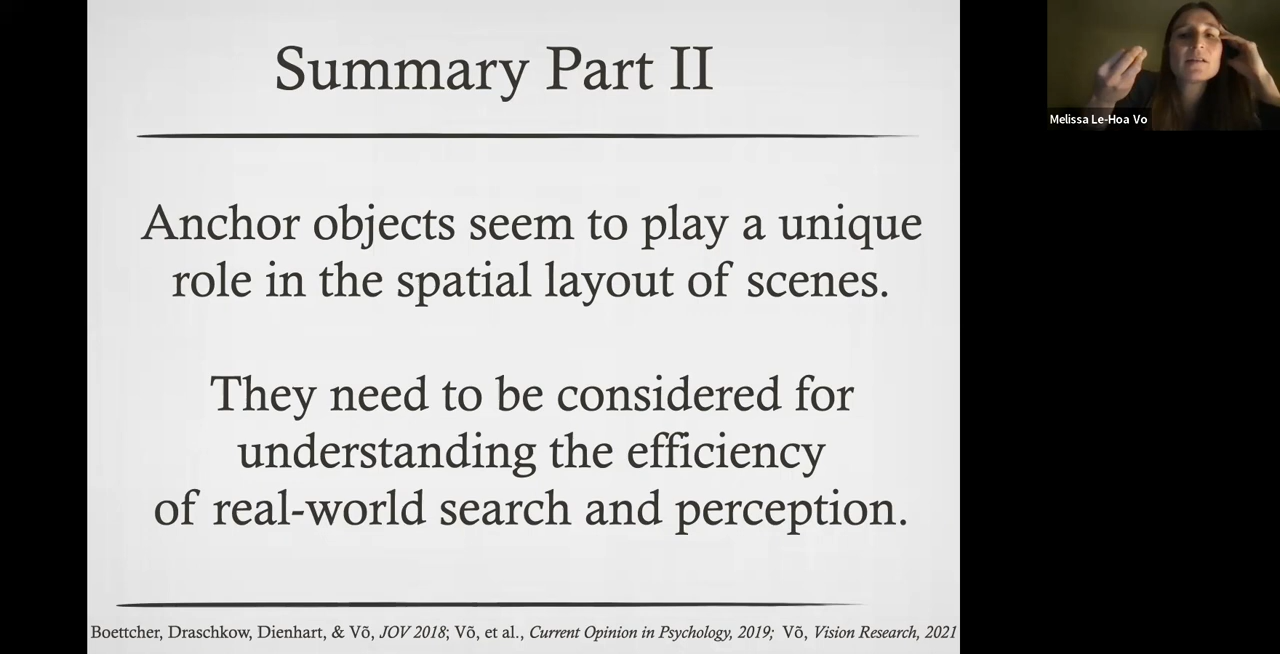 Summary Part II
Anchor objects seem to play a unique
role in the spatial layout of scenes.
They need to be considered for
understanding the efficiency
of real-world search and perception.
Boettcher, Draschkow, Dienhart, & Võ, JOV 2018; Võ, et al., Current Opinion in Psychology, 2019; Võ, Vision Research, 2021
Melissa Le-Hoa Vo